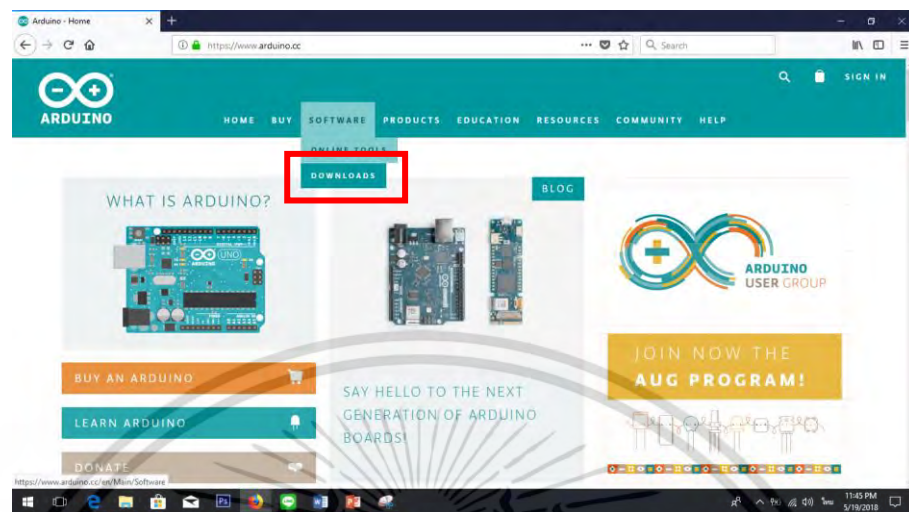 Arduino - Home
https://www.arduino.cc
Search
SIGN IN
ARDUINO
HOME BUY SOFTWARE PRODUCTS EDUCATION RESOURCES COMMUNITY HELP
ONLINE TOOLS
DOWNLOADS
WHAT IS ARDUINO?
BLOG
UNO
ARDUINO
ARDUINO
USER GROUP
BUY AN ARDUINO
LEARN ARDUINO
DONATE
SAY HELLO TO THE NEXT
GENERATION OF ARDUINO
BOARDS!
JOIN NOW THE
AUG PROGRAM!
https://www.arduino.cc/en/Main/Software
Ps
11:45 PM
5/19/2018